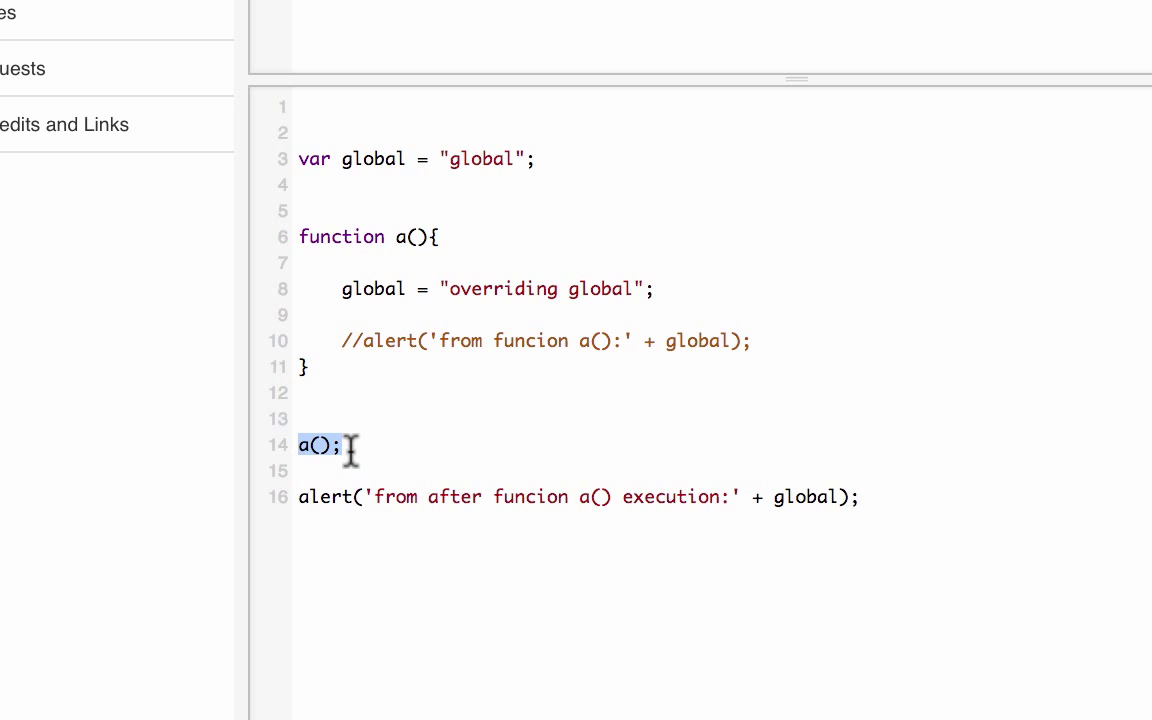 es
uests
edits and Links
1
2
3 var global = "global";
4
5
6 function a(){
7
8 global = "overriding global";
9
10 //alert('from funcion a():' + global);
11 }
12
13
14 a();
15
16 alert('from after funcion a() execution:' + global);